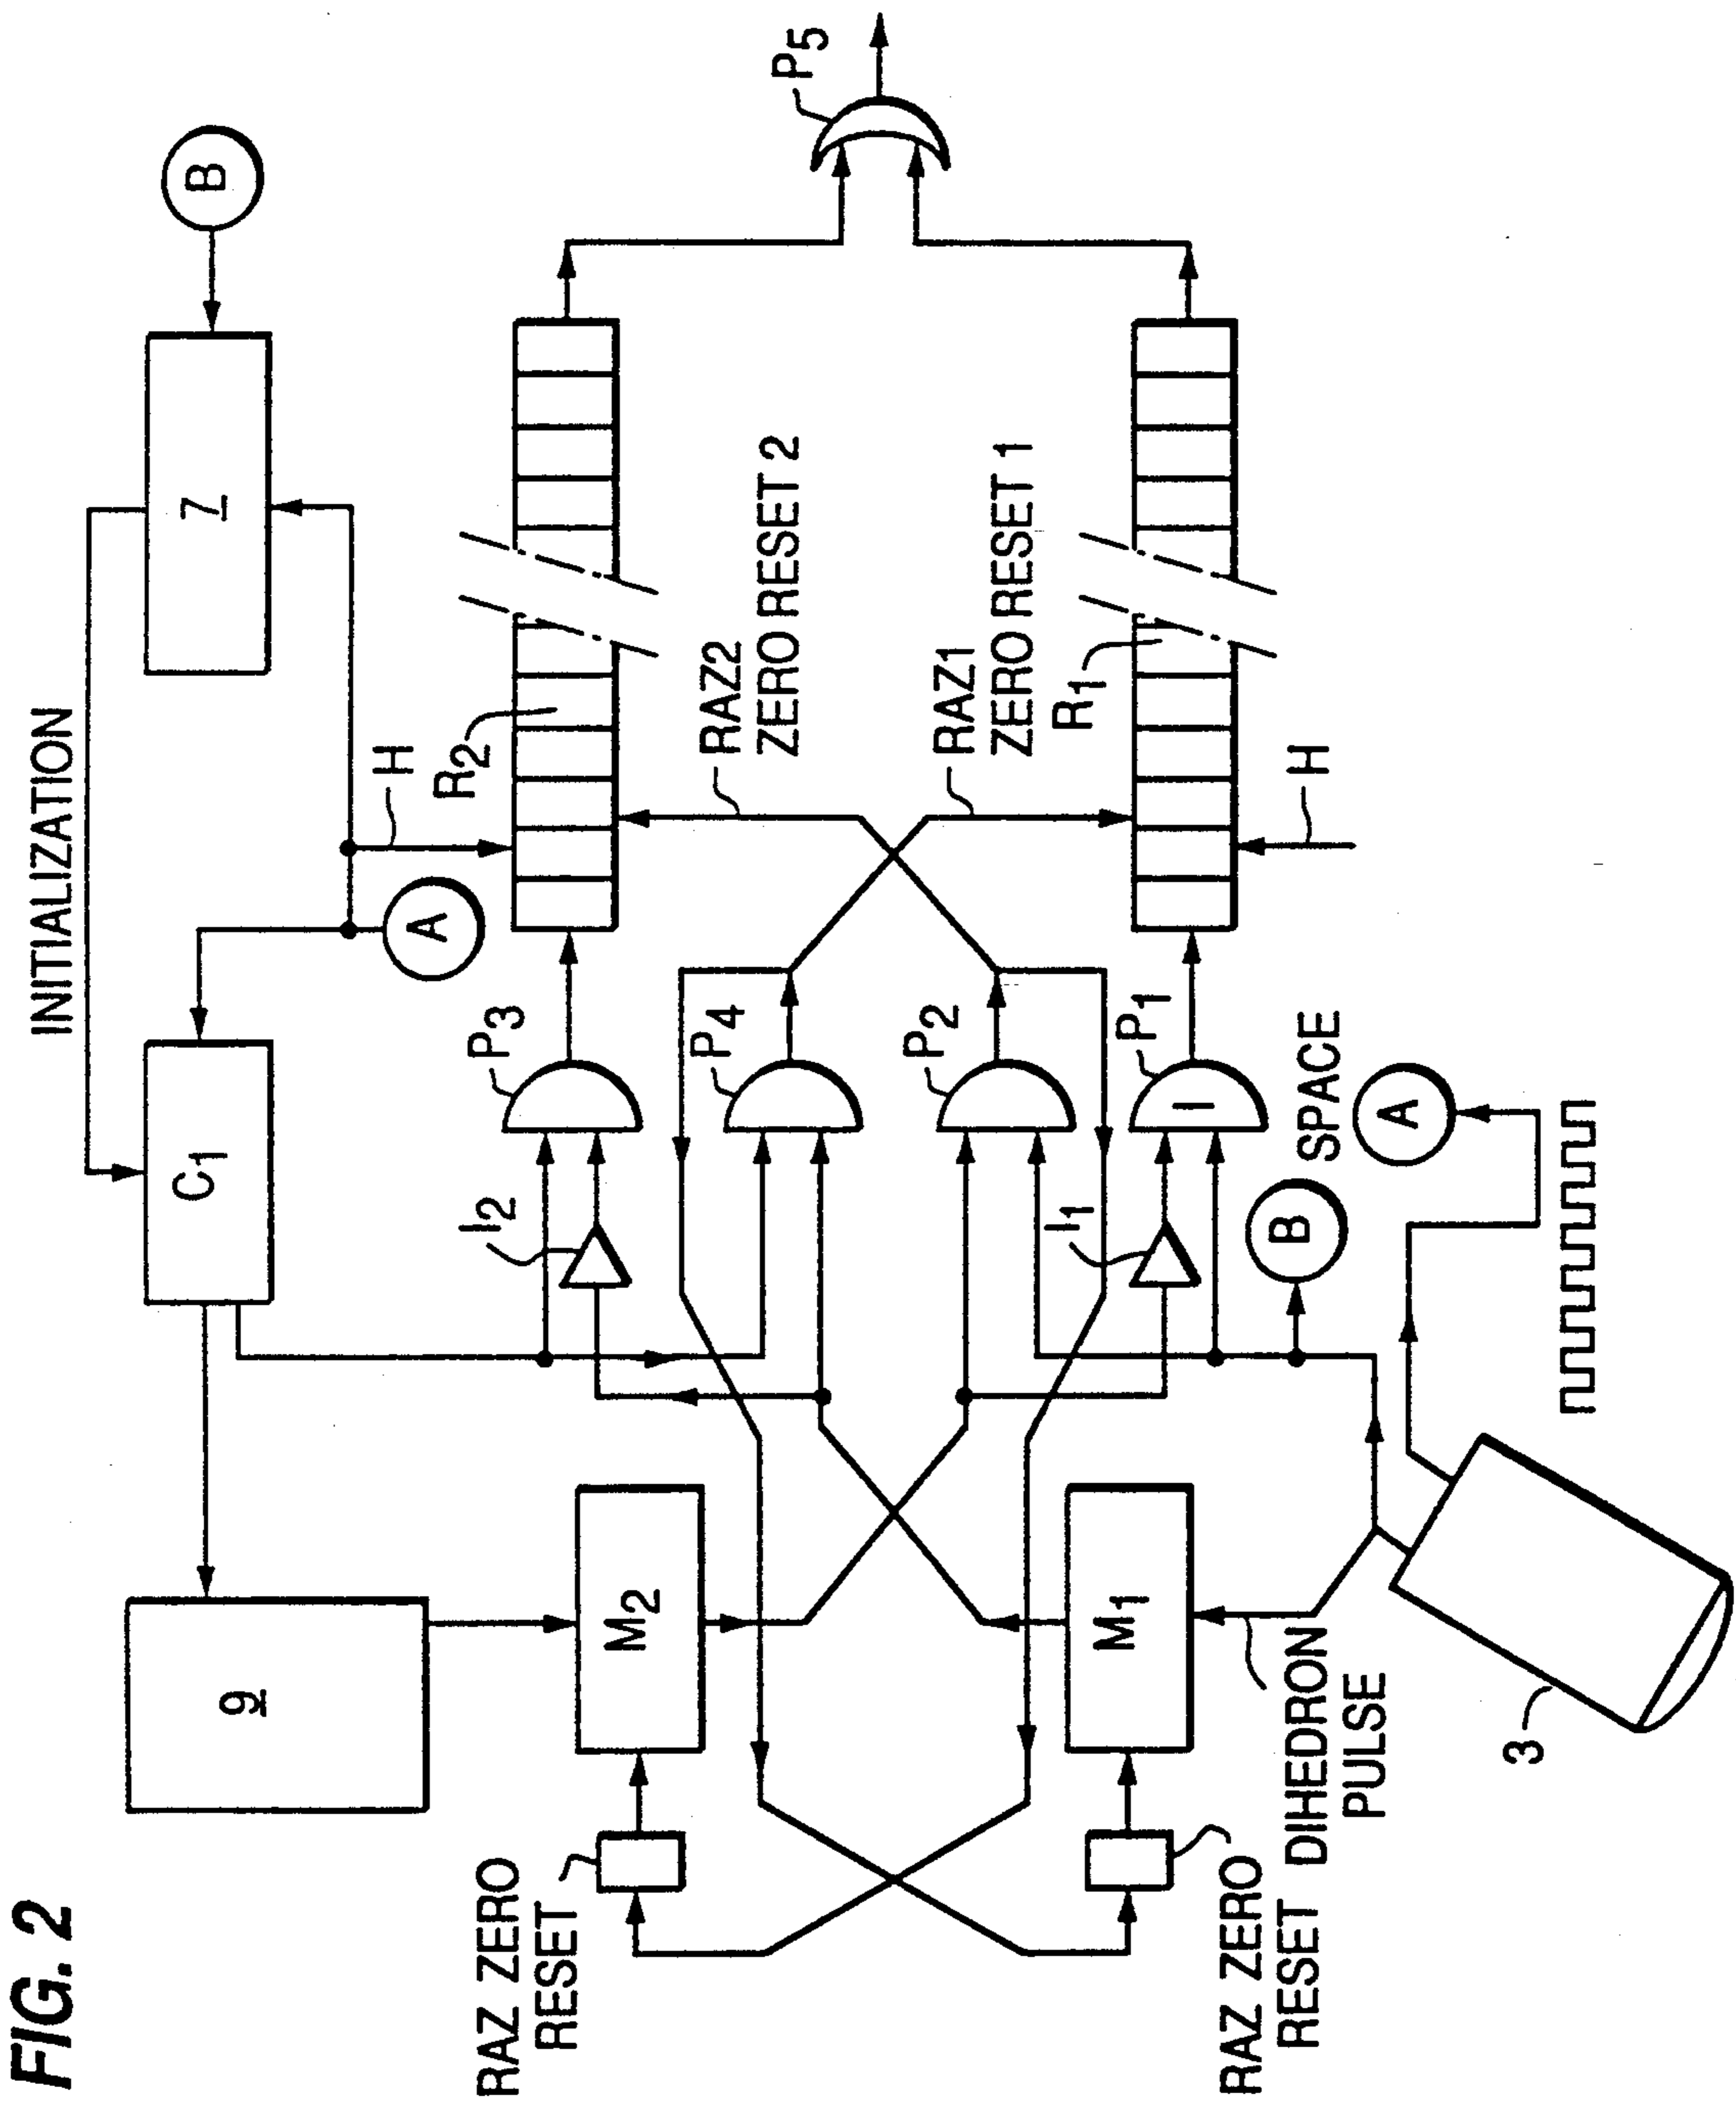 FIG. 2
INITIALIZATION
B
7
C1
A
H
9
R2
P3
I2
RAZ2
ZERO RESET 2
P4
M2
RAZ ZERO
RESET
P5
P2
RAZ1
ZERO RESET 1
R1
P1
I
I1
M1
H
B
SPACE
A
RAZ ZERO
RESET
DIHEDRON
PULSE
3